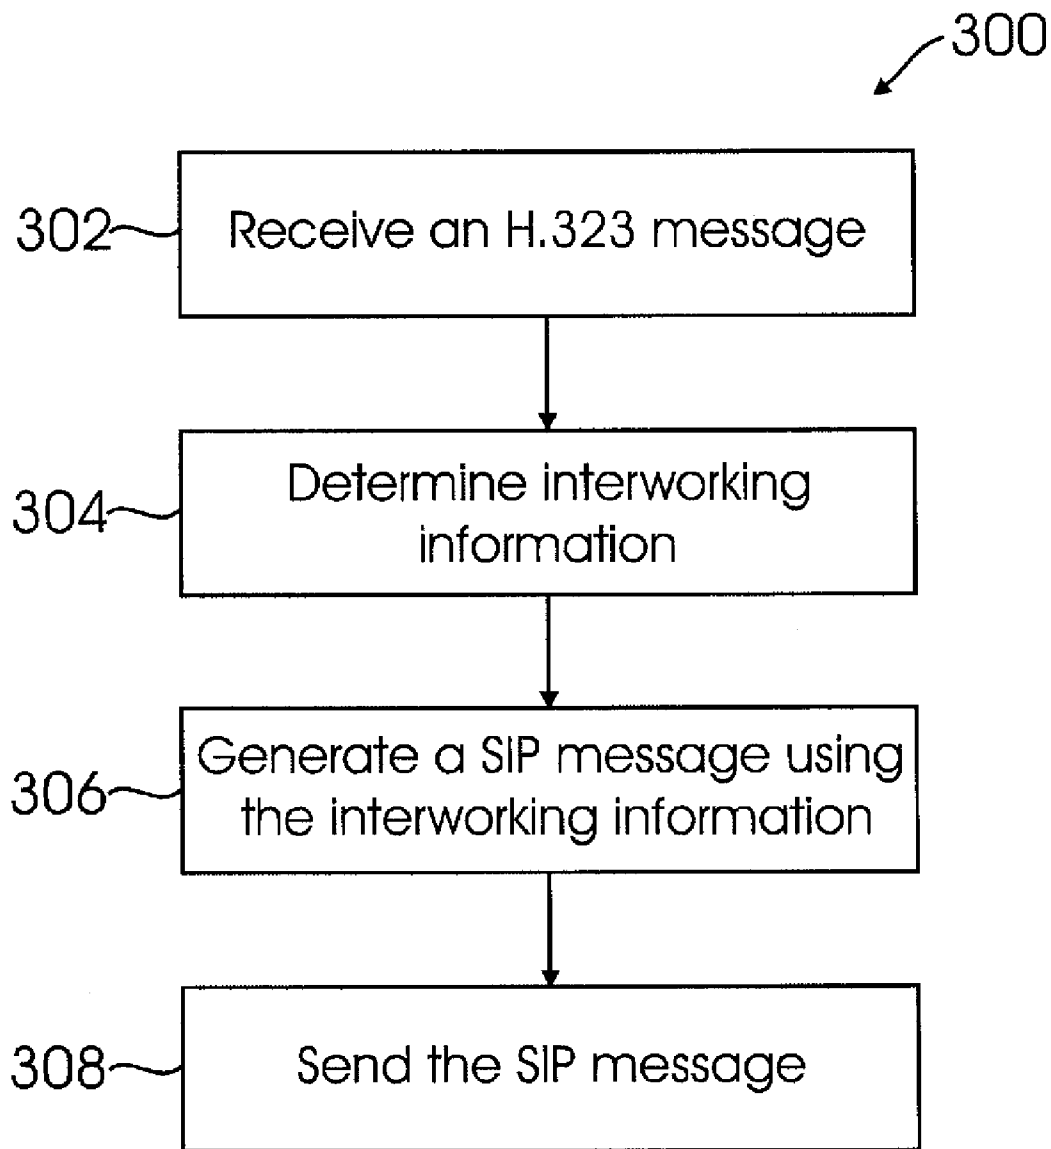 300
302
Receive an H.323 message
304
Determine interworking
information
306
Generate a SIP message using
the interworking information
308
Send the SIP message